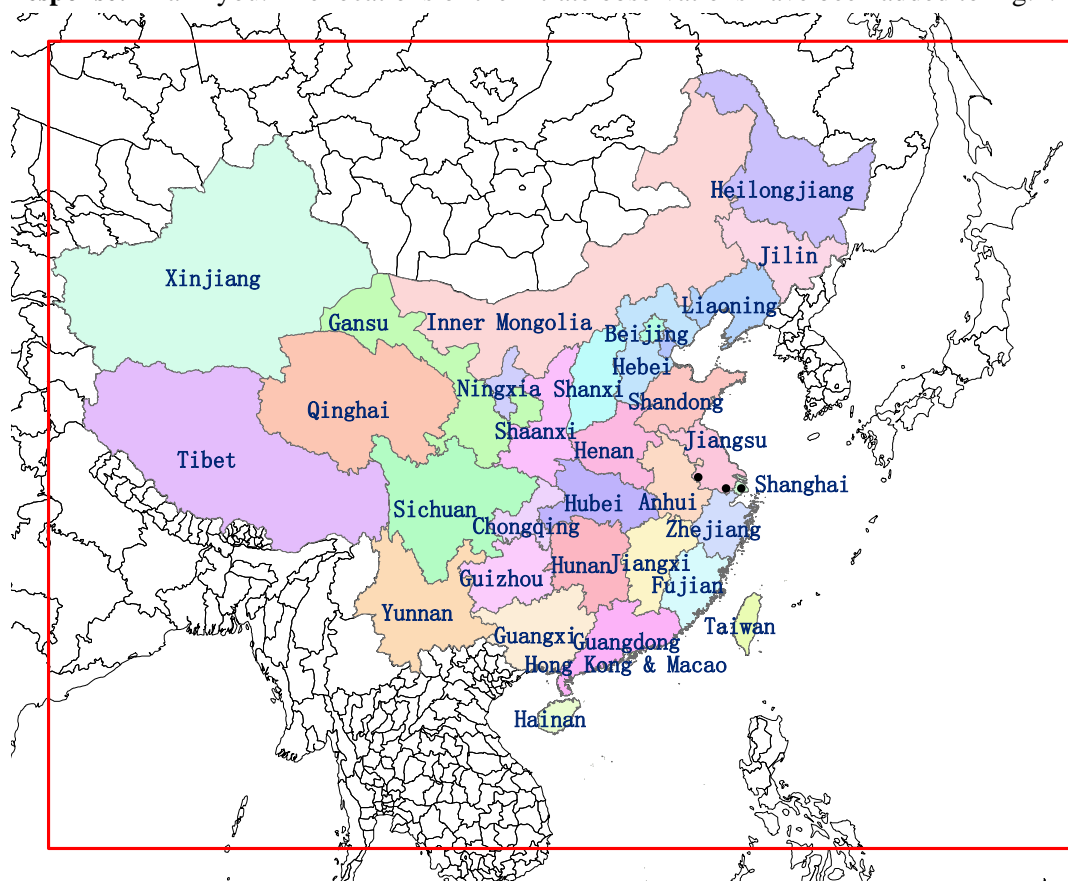 Heilongjiang
Jilin
Xinjiang
Liaoning
Gansu
Inner Mongolia
Beijing
Hebei
Ningxia
Shanxi
Shandong
Qinghai
Shaanxi
Jiangsu
Henan
Tibet
Shanghai
Sichuan
Hubei
Anhui
Chongqing
Zhejiang
Hunan
Jiangxi
Guizhou
Fujian
Yunnan
Taiwan
Guangxi
Guangdong
Hong Kong & Macao
Hainan